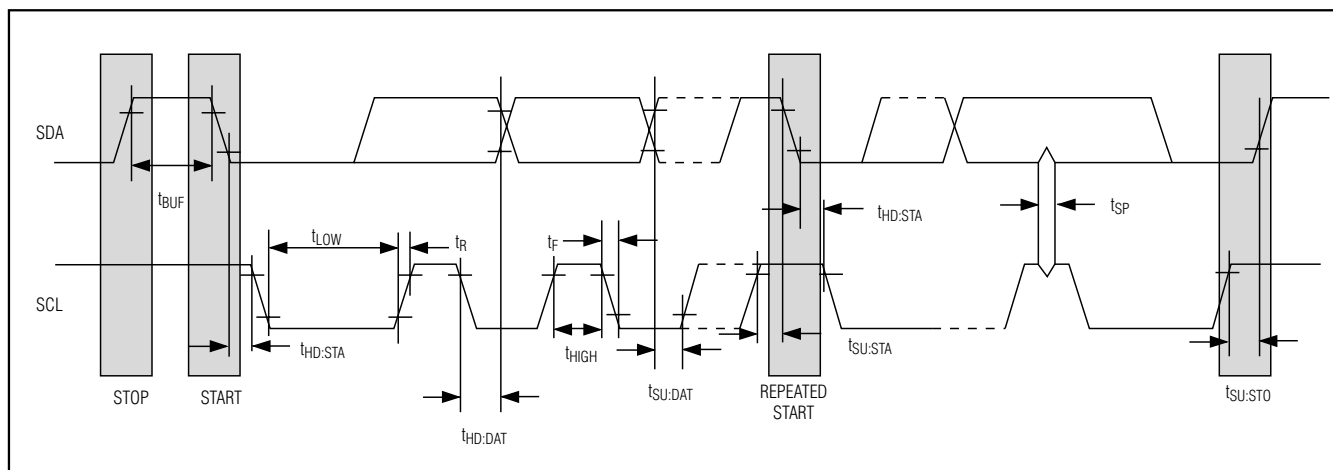 SDA
tBUF
tLOW
tR
tF
tHD:STA
tSP
SCL
tHD:STA
tHIGH
tSU:STA
tSU:DAT
STOP
START
REPEATED
START
tSU:STO
tHD:DAT